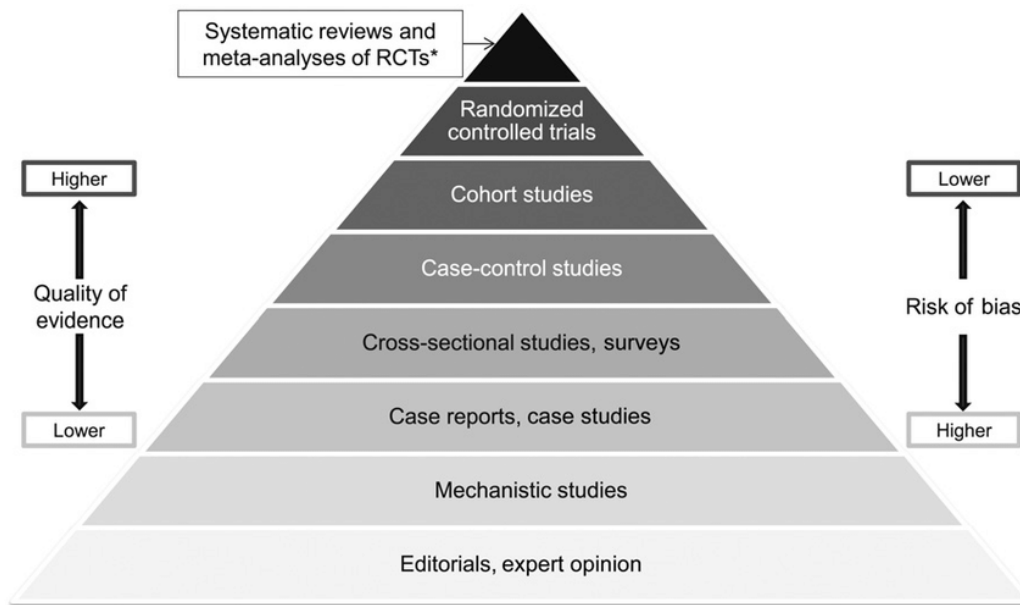 Systematic reviews and
meta-analyses of RCTs*
Randomized
controlled trials
Higher
Lower
Cohort studies
Case-control studies
Quality of
evidence
Risk of bias
Cross-sectional studies, surveys
Case reports, case studies
Lower
Higher
Mechanistic studies
Editorials, expert opinion